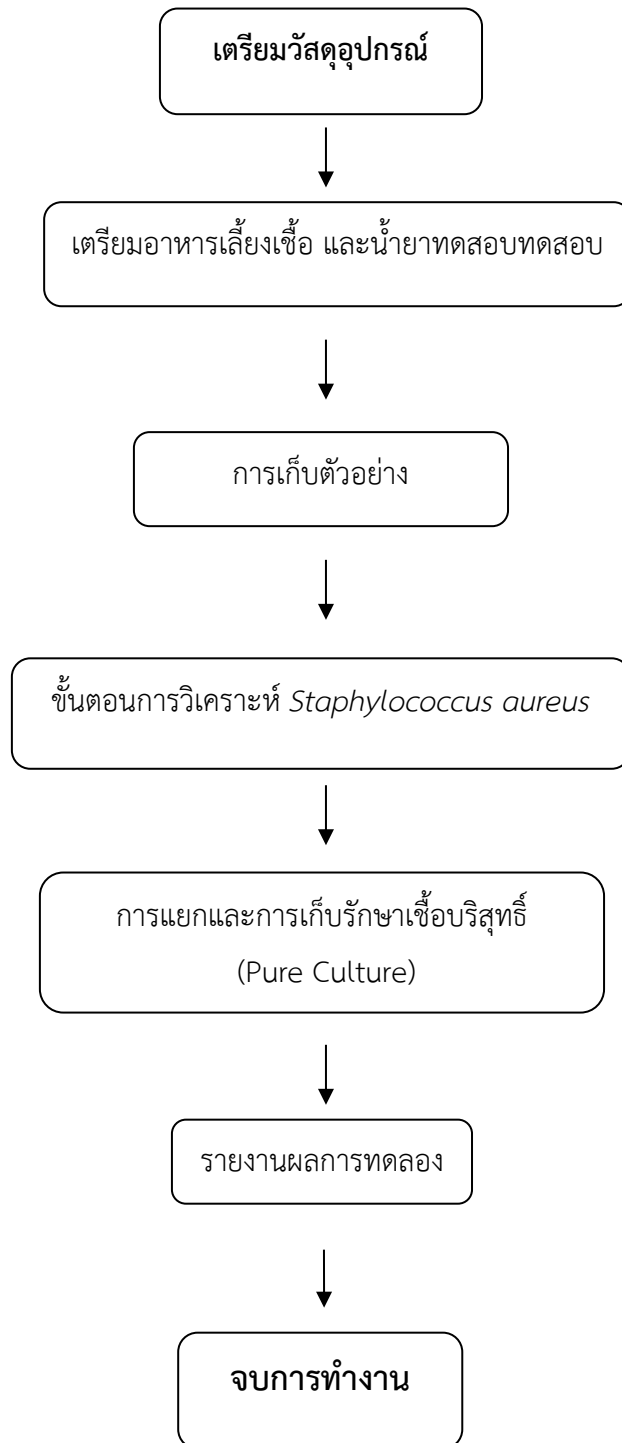 เตรียมวัสดุอุปกรณ์
เตรียมอาหารเลี้ยงเชื้อ และน้ำยาทดสอบทดสอบ
การเก็บตัวอย่าง
ขั้นตอนการวิเคราะห์ Staphylococcus aureus
การแยกและการเก็บรักษาเชื้อบริสุทธิ์
(Pure Culture)
รายงานผลการทดลอง
จบการทำงาน